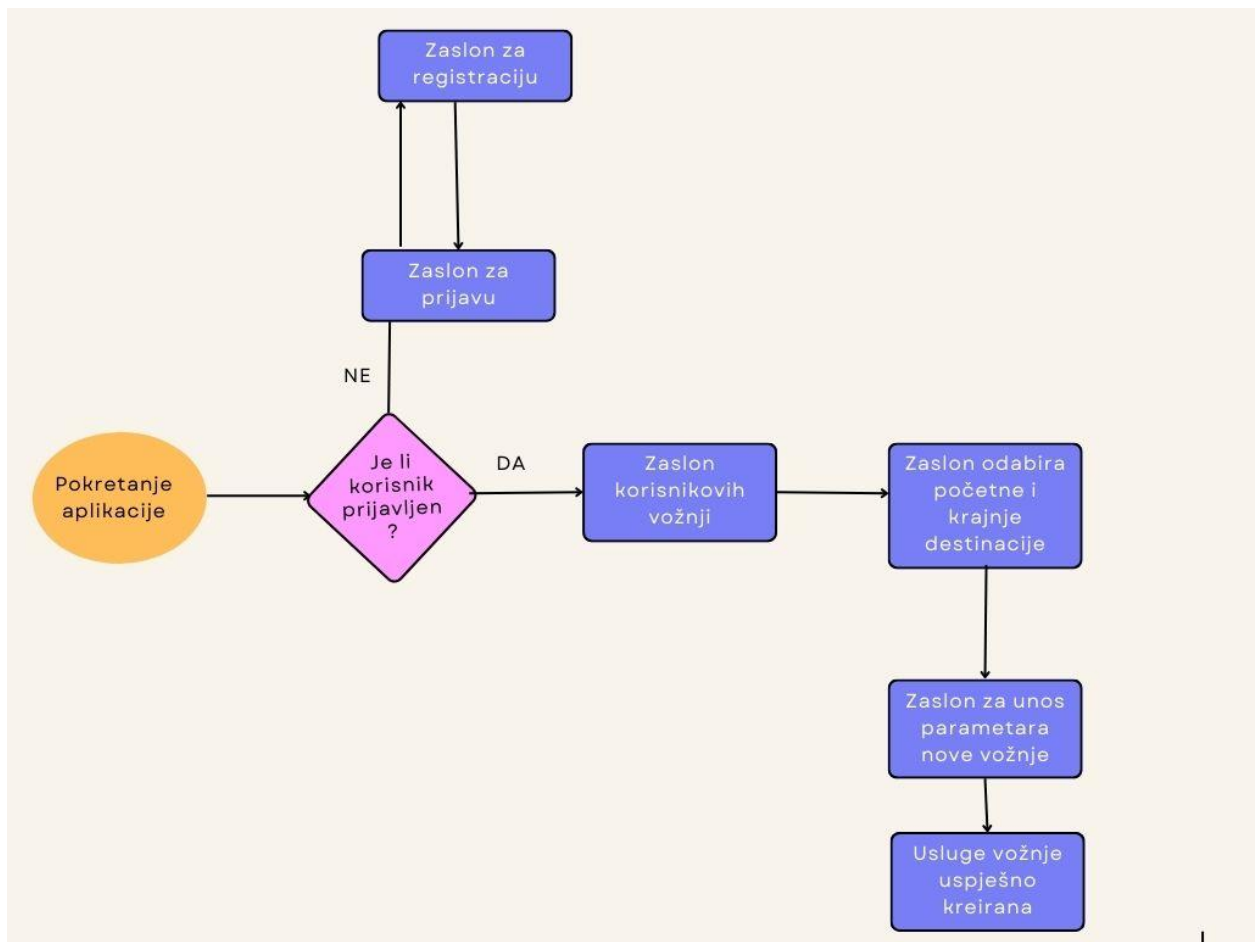 Zaslon za
registraciju
Zaslon za
prijavu
NE
Pokretanje
aplikacije
Je li
korisnik
prijavljen
?
DA
Zaslon
korisnikovih
vožnji
Zaslon odabira
početne i
krajnje
destinacije
Zaslon za unos
parametara
nove vožnje
Usluge vožnje
uspješno
kreirana